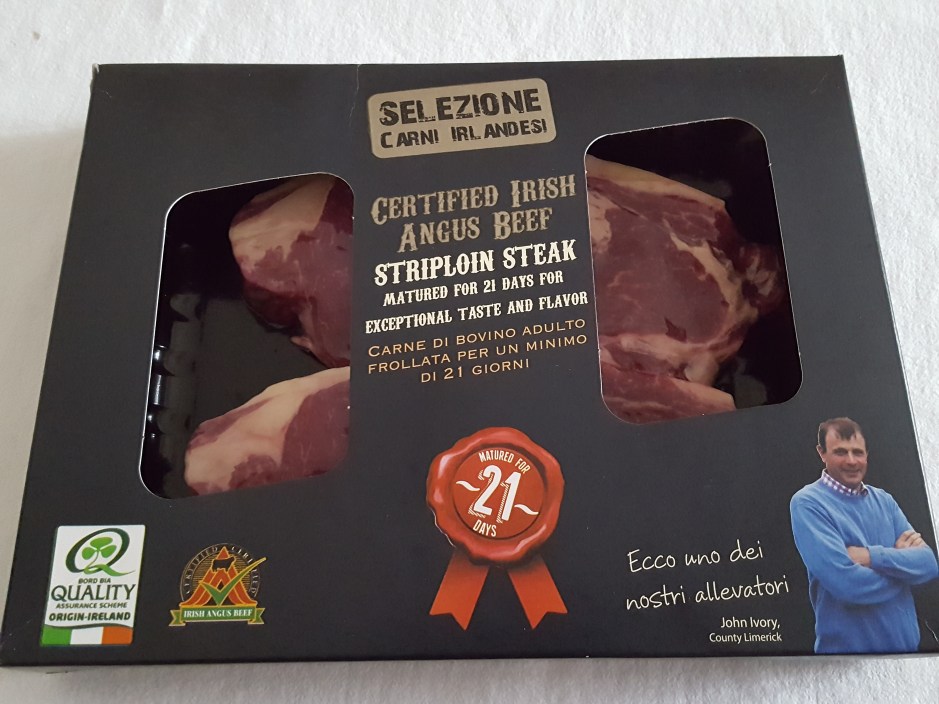 SELEZIONE
CARNI IRLANDESI
CERTIFIED IRISH
ANGUS BEEF
STRIPLOIN STEAK
MATURED FOR 21 DAYS FOR
EXCEPTIONAL TASTE AND FLAVOR
CARNE DI BOVINO ADULTO
FROLLATA PER UN MINIMO
DI 21 GIORNI
MATURED FOR
21
DAYS
BORD BIA
QUALITY
ASSURANCE SCHEME
ORIGIN-IRELAND
CERTIFIED
IRISH ANGUS BEEF
Ecco uno dei
nostri allevatori
John Ivory,
County Limerick